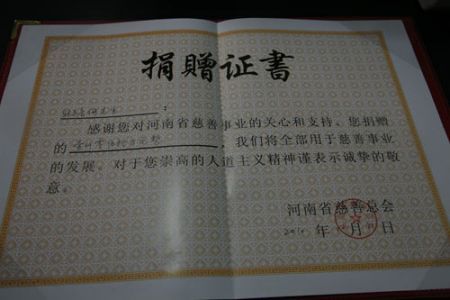 捐赠证书
感谢您对河南省慈善事业的关心和支持。您捐赠
的
我们将全部用于慈善事业
的发展。对于您崇高的人道主义精神谨表示诚挚的敬
意。
河南省慈善总会
年 月 日